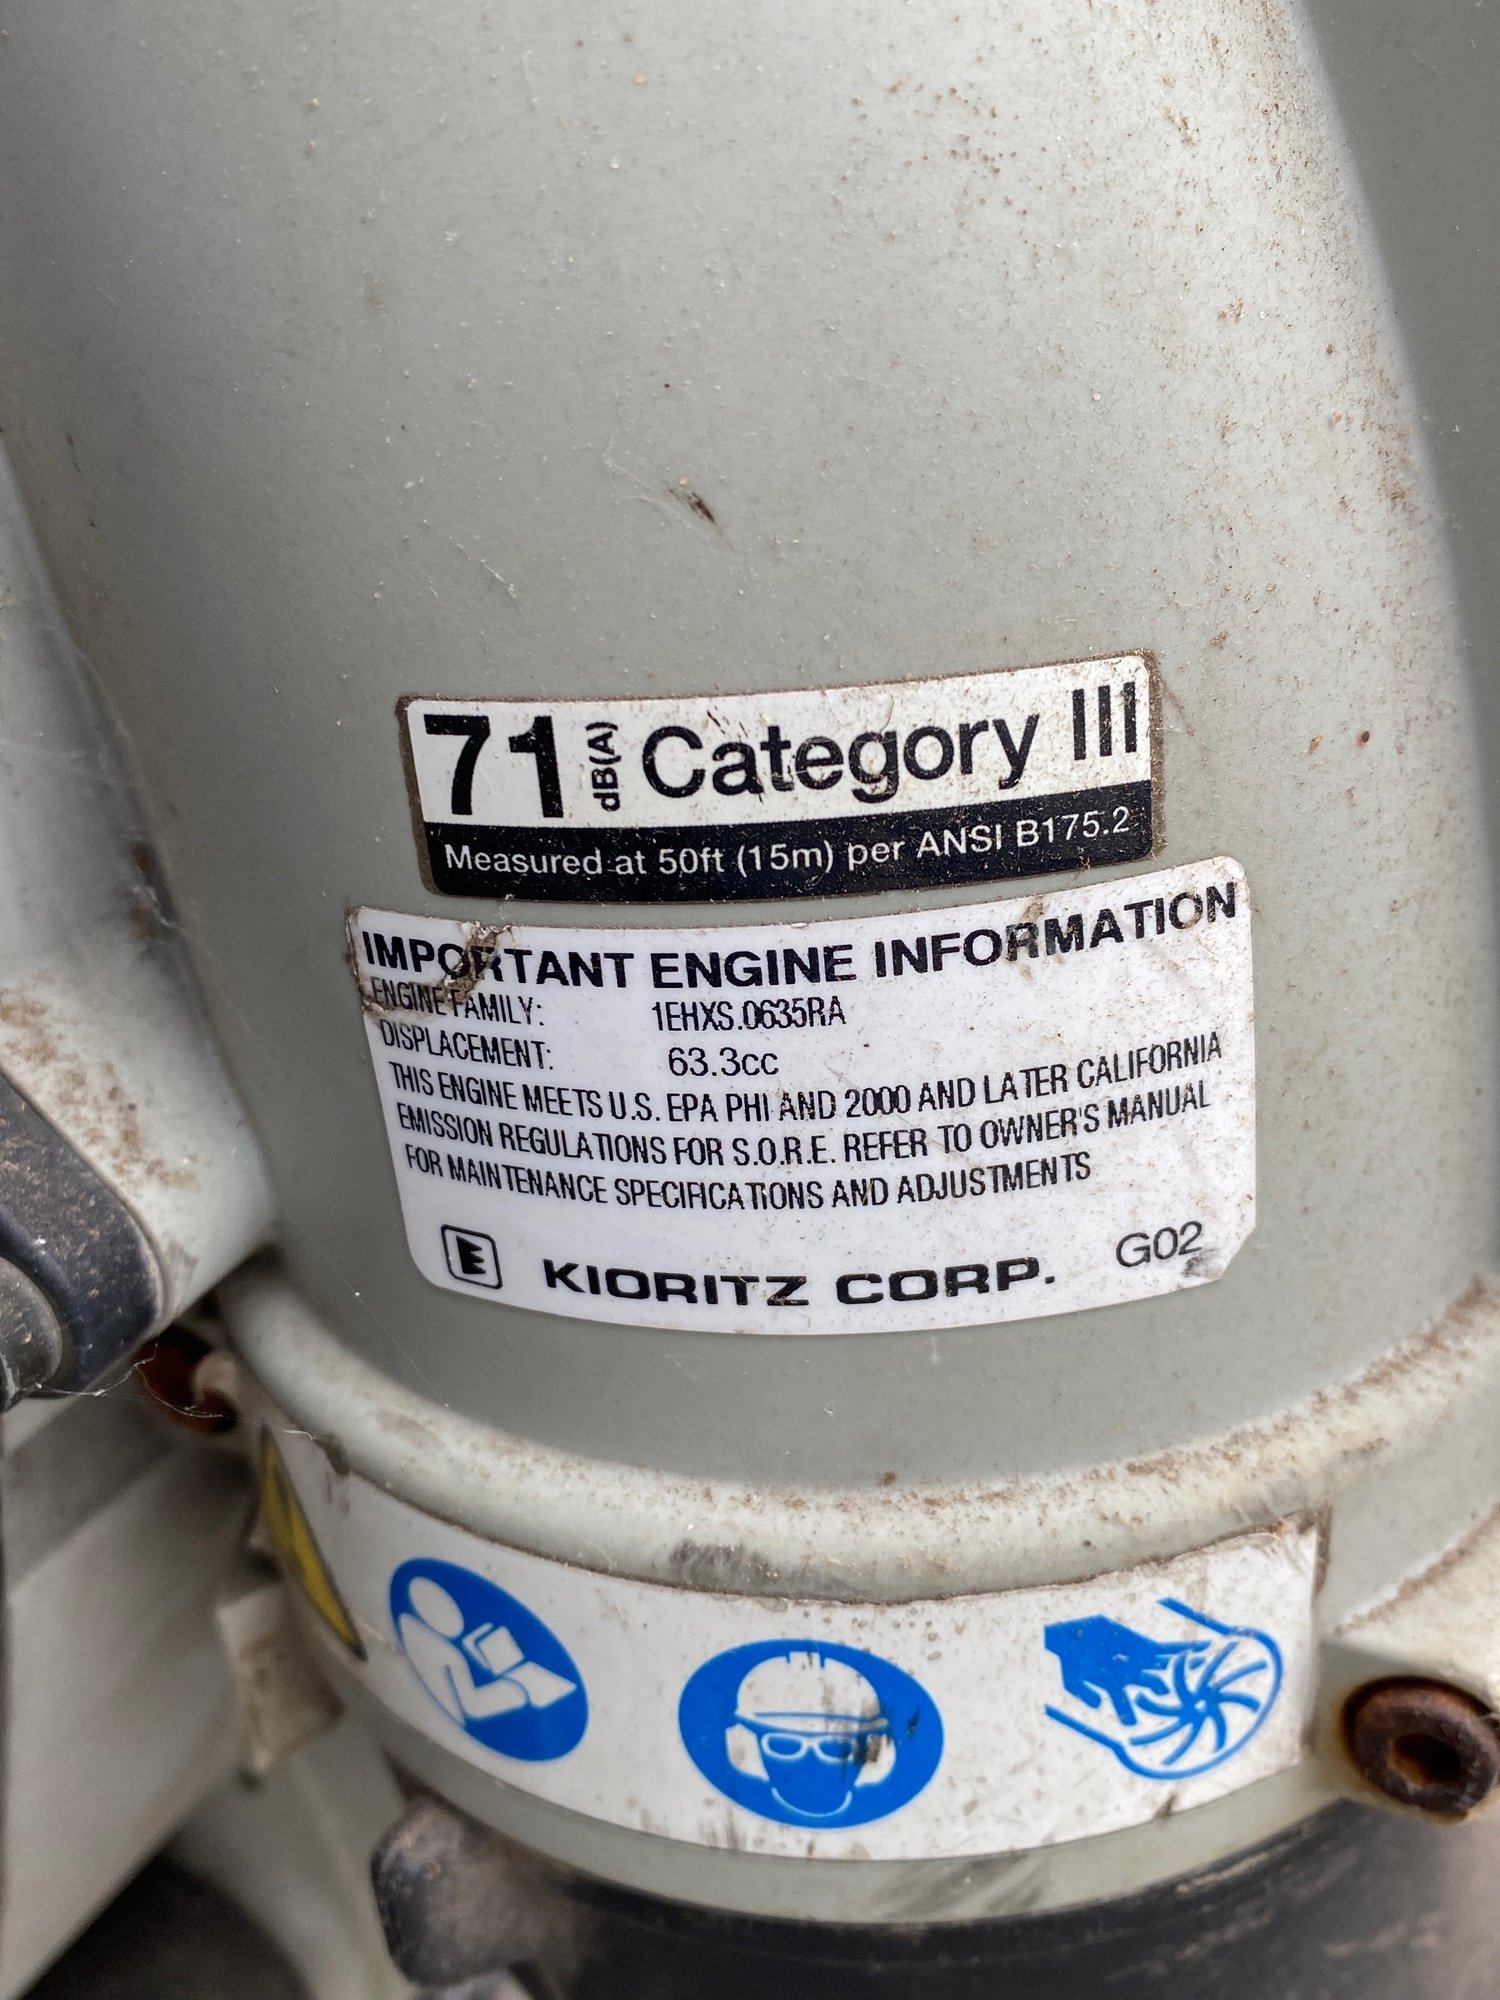 71 dB(A) Category III
Measured at 50ft (15m) per ANSI B175.2
IMPORTANT ENGINE INFORMATION
ENGINE FAMILY: 1EHXS.0635RA
DISPLACEMENT: 63.3cc
THIS ENGINE MEETS U.S. EPA PHI AND 2000 AND LATER CALIFORNIA
EMISSION REGULATIONS FOR S.O.R.E. REFER TO OWNER'S MANUAL
FOR MAINTENANCE SPECIFICATIONS AND ADJUSTMENTS
E KIORITZ CORP. G02